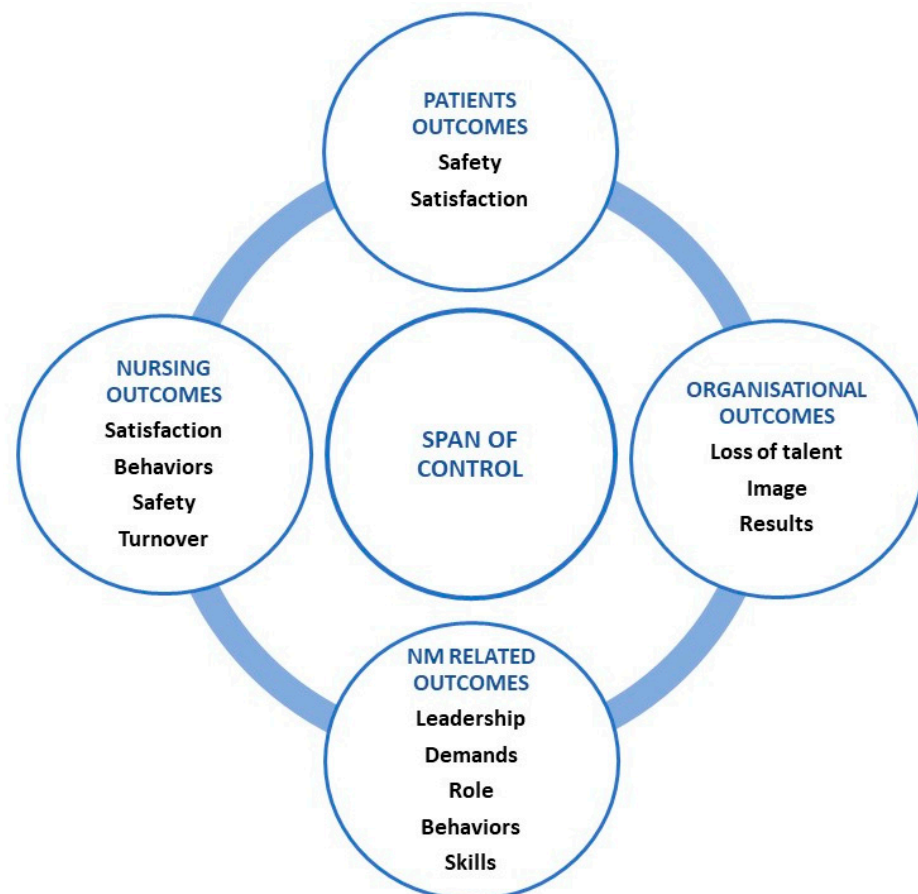 PATIENTS
OUTCOMES
Safety
Satisfaction
NURSING
OUTCOMES
Satisfaction
Behaviors
Safety
Turnover
SPAN OF
CONTROL
ORGANISATIONAL
OUTCOMES
Loss of talent
Image
Results
NM RELATED
OUTCOMES
Leadership
Demands
Role
Behaviors
Skills